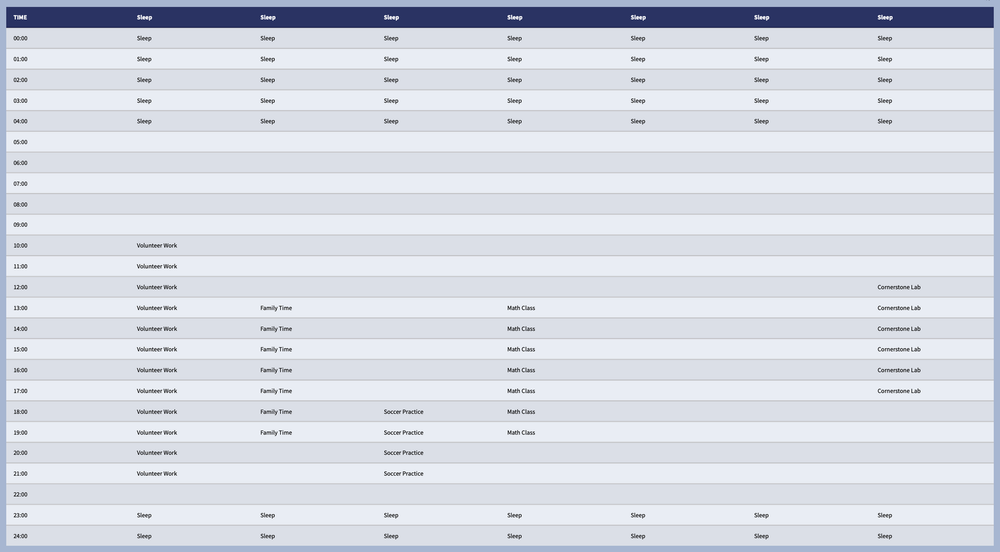 TIME Sleep Sleep Sleep Sleep Sleep Sleep Sleep
00:00 Sleep Sleep Sleep Sleep Sleep Sleep Sleep
01:00 Sleep Sleep Sleep Sleep Sleep Sleep Sleep
02:00 Sleep Sleep Sleep Sleep Sleep Sleep Sleep
03:00 Sleep Sleep Sleep Sleep Sleep Sleep Sleep
04:00 Sleep Sleep Sleep Sleep Sleep Sleep Sleep
05:00
06:00
07:00
08:00
09:00
10:00 Volunteer Work
11:00 Volunteer Work
12:00 Volunteer Work Cornerstone Lab
13:00 Volunteer Work Family Time Math Class Cornerstone Lab
14:00 Volunteer Work Family Time Math Class Cornerstone Lab
15:00 Volunteer Work Family Time Math Class Cornerstone Lab
16:00 Volunteer Work Family Time Math Class Cornerstone Lab
17:00 Volunteer Work Family Time Math Class Cornerstone Lab
18:00 Volunteer Work Family Time Soccer Practice Math Class
19:00 Volunteer Work Family Time Soccer Practice Math Class
20:00 Volunteer Work Soccer Practice
21:00 Volunteer Work Soccer Practice
22:00
23:00 Sleep Sleep Sleep Sleep Sleep Sleep Sleep
24:00 Sleep Sleep Sleep Sleep Sleep Sleep Sleep